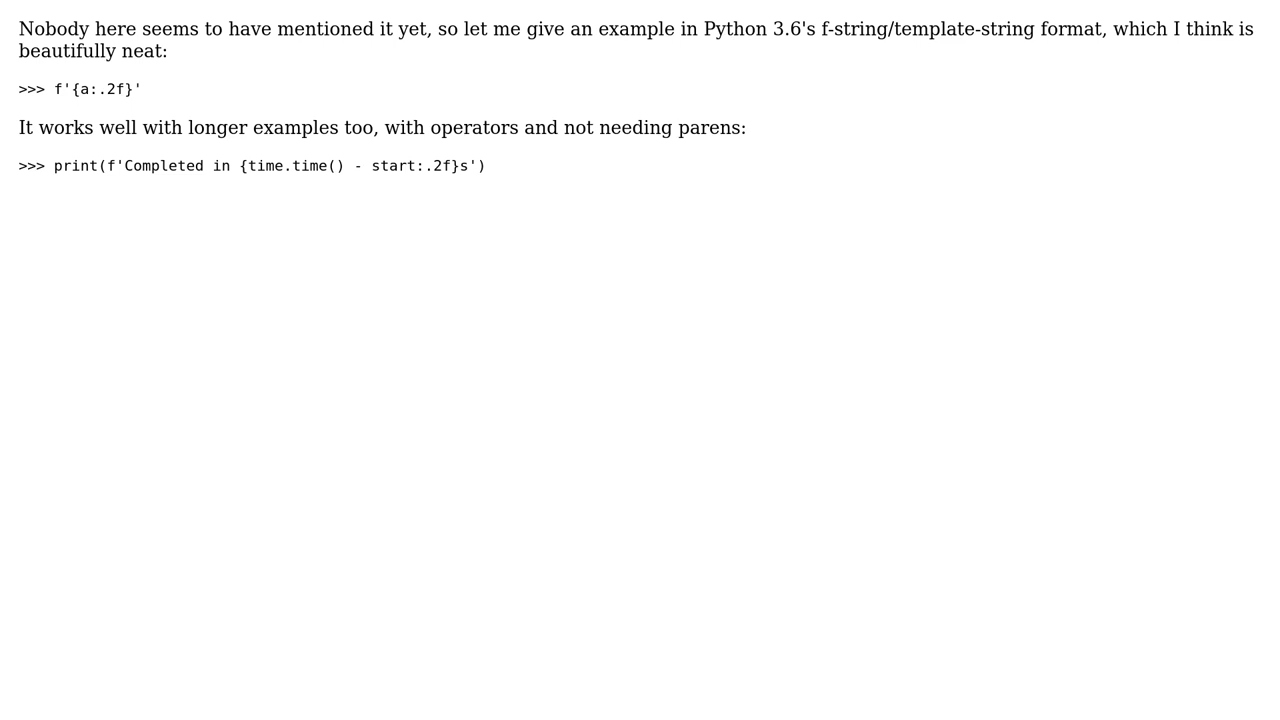 Nobody here seems to have mentioned it yet, so let me give an example in Python 3.6's f-string/template-string format, which I think is
beautifully neat:
>>> f'{a:.2f}'
It works well with longer examples too, with operators and not needing parens:
>>> print(f'Completed in {time.time() - start:.2f}s')